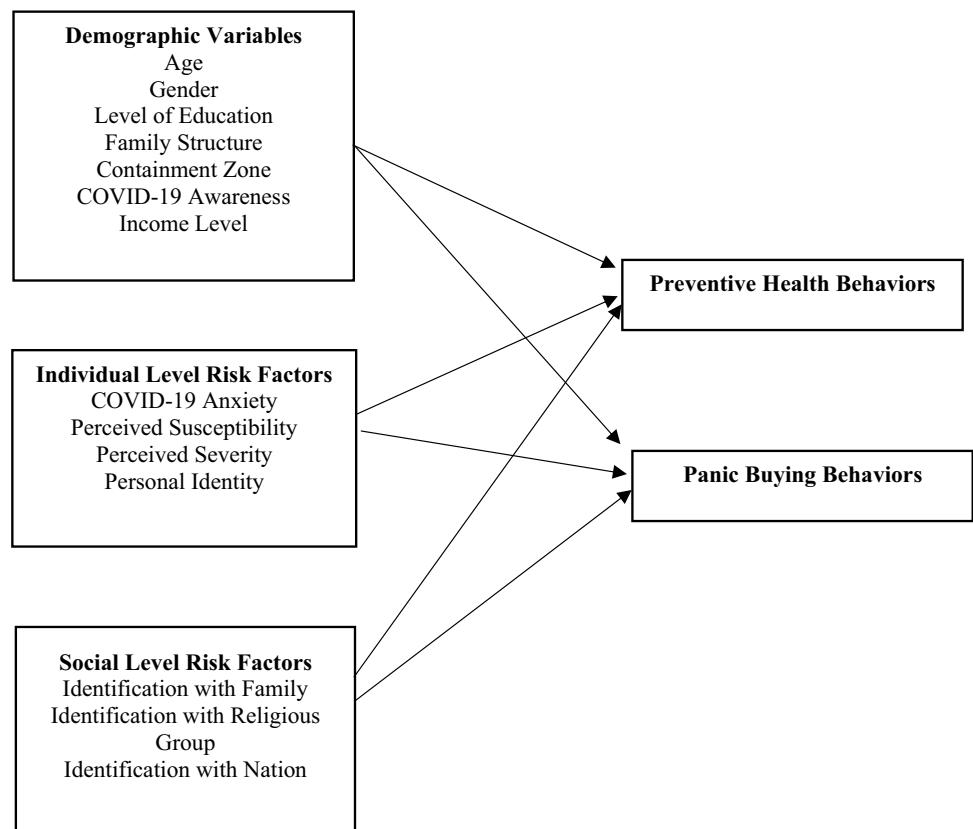 Demographic Variables
Age
Gender
Level of Education
Family Structure
Containment Zone
COVID-19 Awareness
Income Level
Preventive Health Behaviors
Individual Level Risk Factors
COVID-19 Anxiety
Perceived Susceptibility
Perceived Severity
Personal Identity
Panic Buying Behaviors
Social Level Risk Factors
Identification with Family
Identification with Religious
Group
Identification with Nation